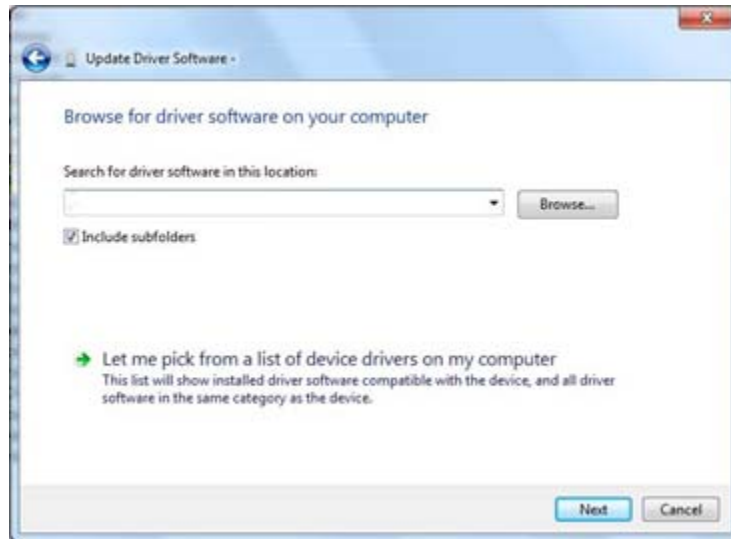 Update Driver Software -
Browse for driver software on your computer
Search for driver software in this location:
Browse...
Include subfolders
Let me pick from a list of device drivers on my computer
This list will show installed driver software compatible with the device, and all driver
software in the same category as the device.
Next
Cancel